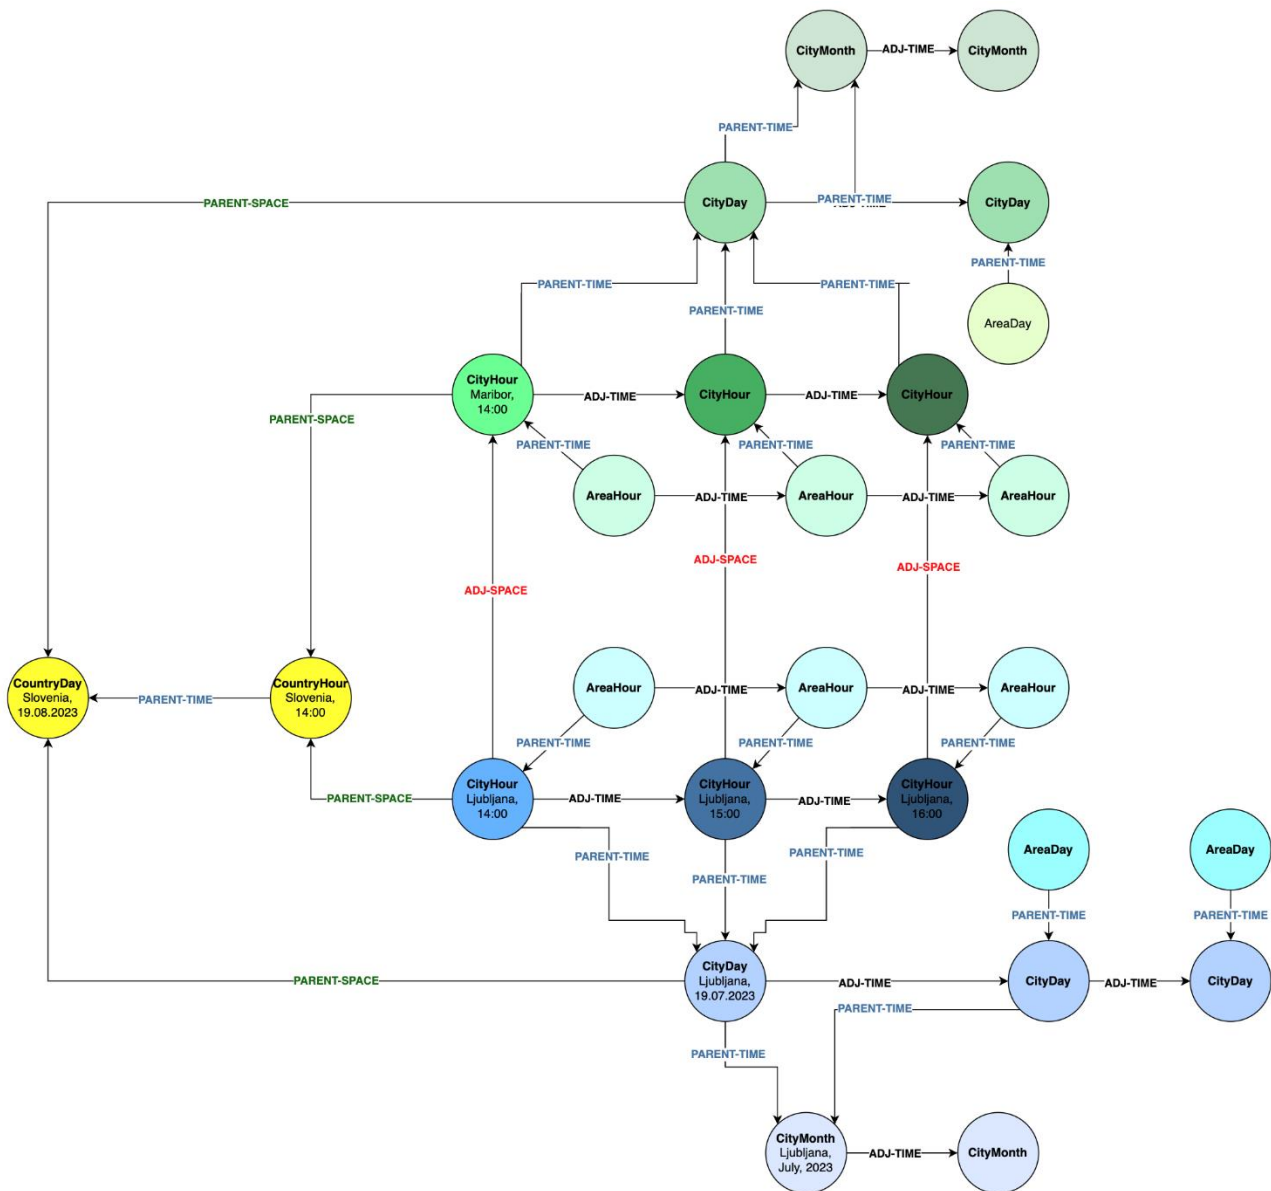 CityMonth
ADJ-TIME
CityMonth
PARENT-TIME
PARENT-SPACE
CityDay
PARENT-TIME
ADJ-TIME
CityDay
PARENT-TIME
PARENT-TIME
PARENT-TIME
PARENT-TIME
AreaDay
CityHour
Maribor,
14:00
ADJ-TIME
CityHour
ADJ-TIME
CityHour
PARENT-SPACE
PARENT-TIME
PARENT-TIME
PARENT-TIME
AreaHour
ADJ-TIME
AreaHour
ADJ-TIME
AreaHour
ADJ-SPACE
ADJ-SPACE
ADJ-SPACE
CountryDay
Slovenia,
19.08.2023
PARENT-TIME
CountryHour
Slovenia,
14:00
AreaHour
ADJ-TIME
AreaHour
ADJ-TIME
AreaHour
PARENT-TIME
PARENT-TIME
PARENT-TIME
PARENT-SPACE
CityHour
Ljubljana,
14:00
ADJ-TIME
CityHour
Ljubljana,
15:00
ADJ-TIME
CityHour
Ljubljana,
16:00
PARENT-TIME
PARENT-TIME
PARENT-TIME
AreaDay
AreaDay
PARENT-TIME
PARENT-TIME
PARENT-SPACE
CityDay
Ljubljana,
19.07.2023
ADJ-TIME
CityDay
ADJ-TIME
CityDay
PARENT-TIME
PARENT-TIME
CityMonth
Ljubljana,
July, 2023
ADJ-TIME
CityMonth